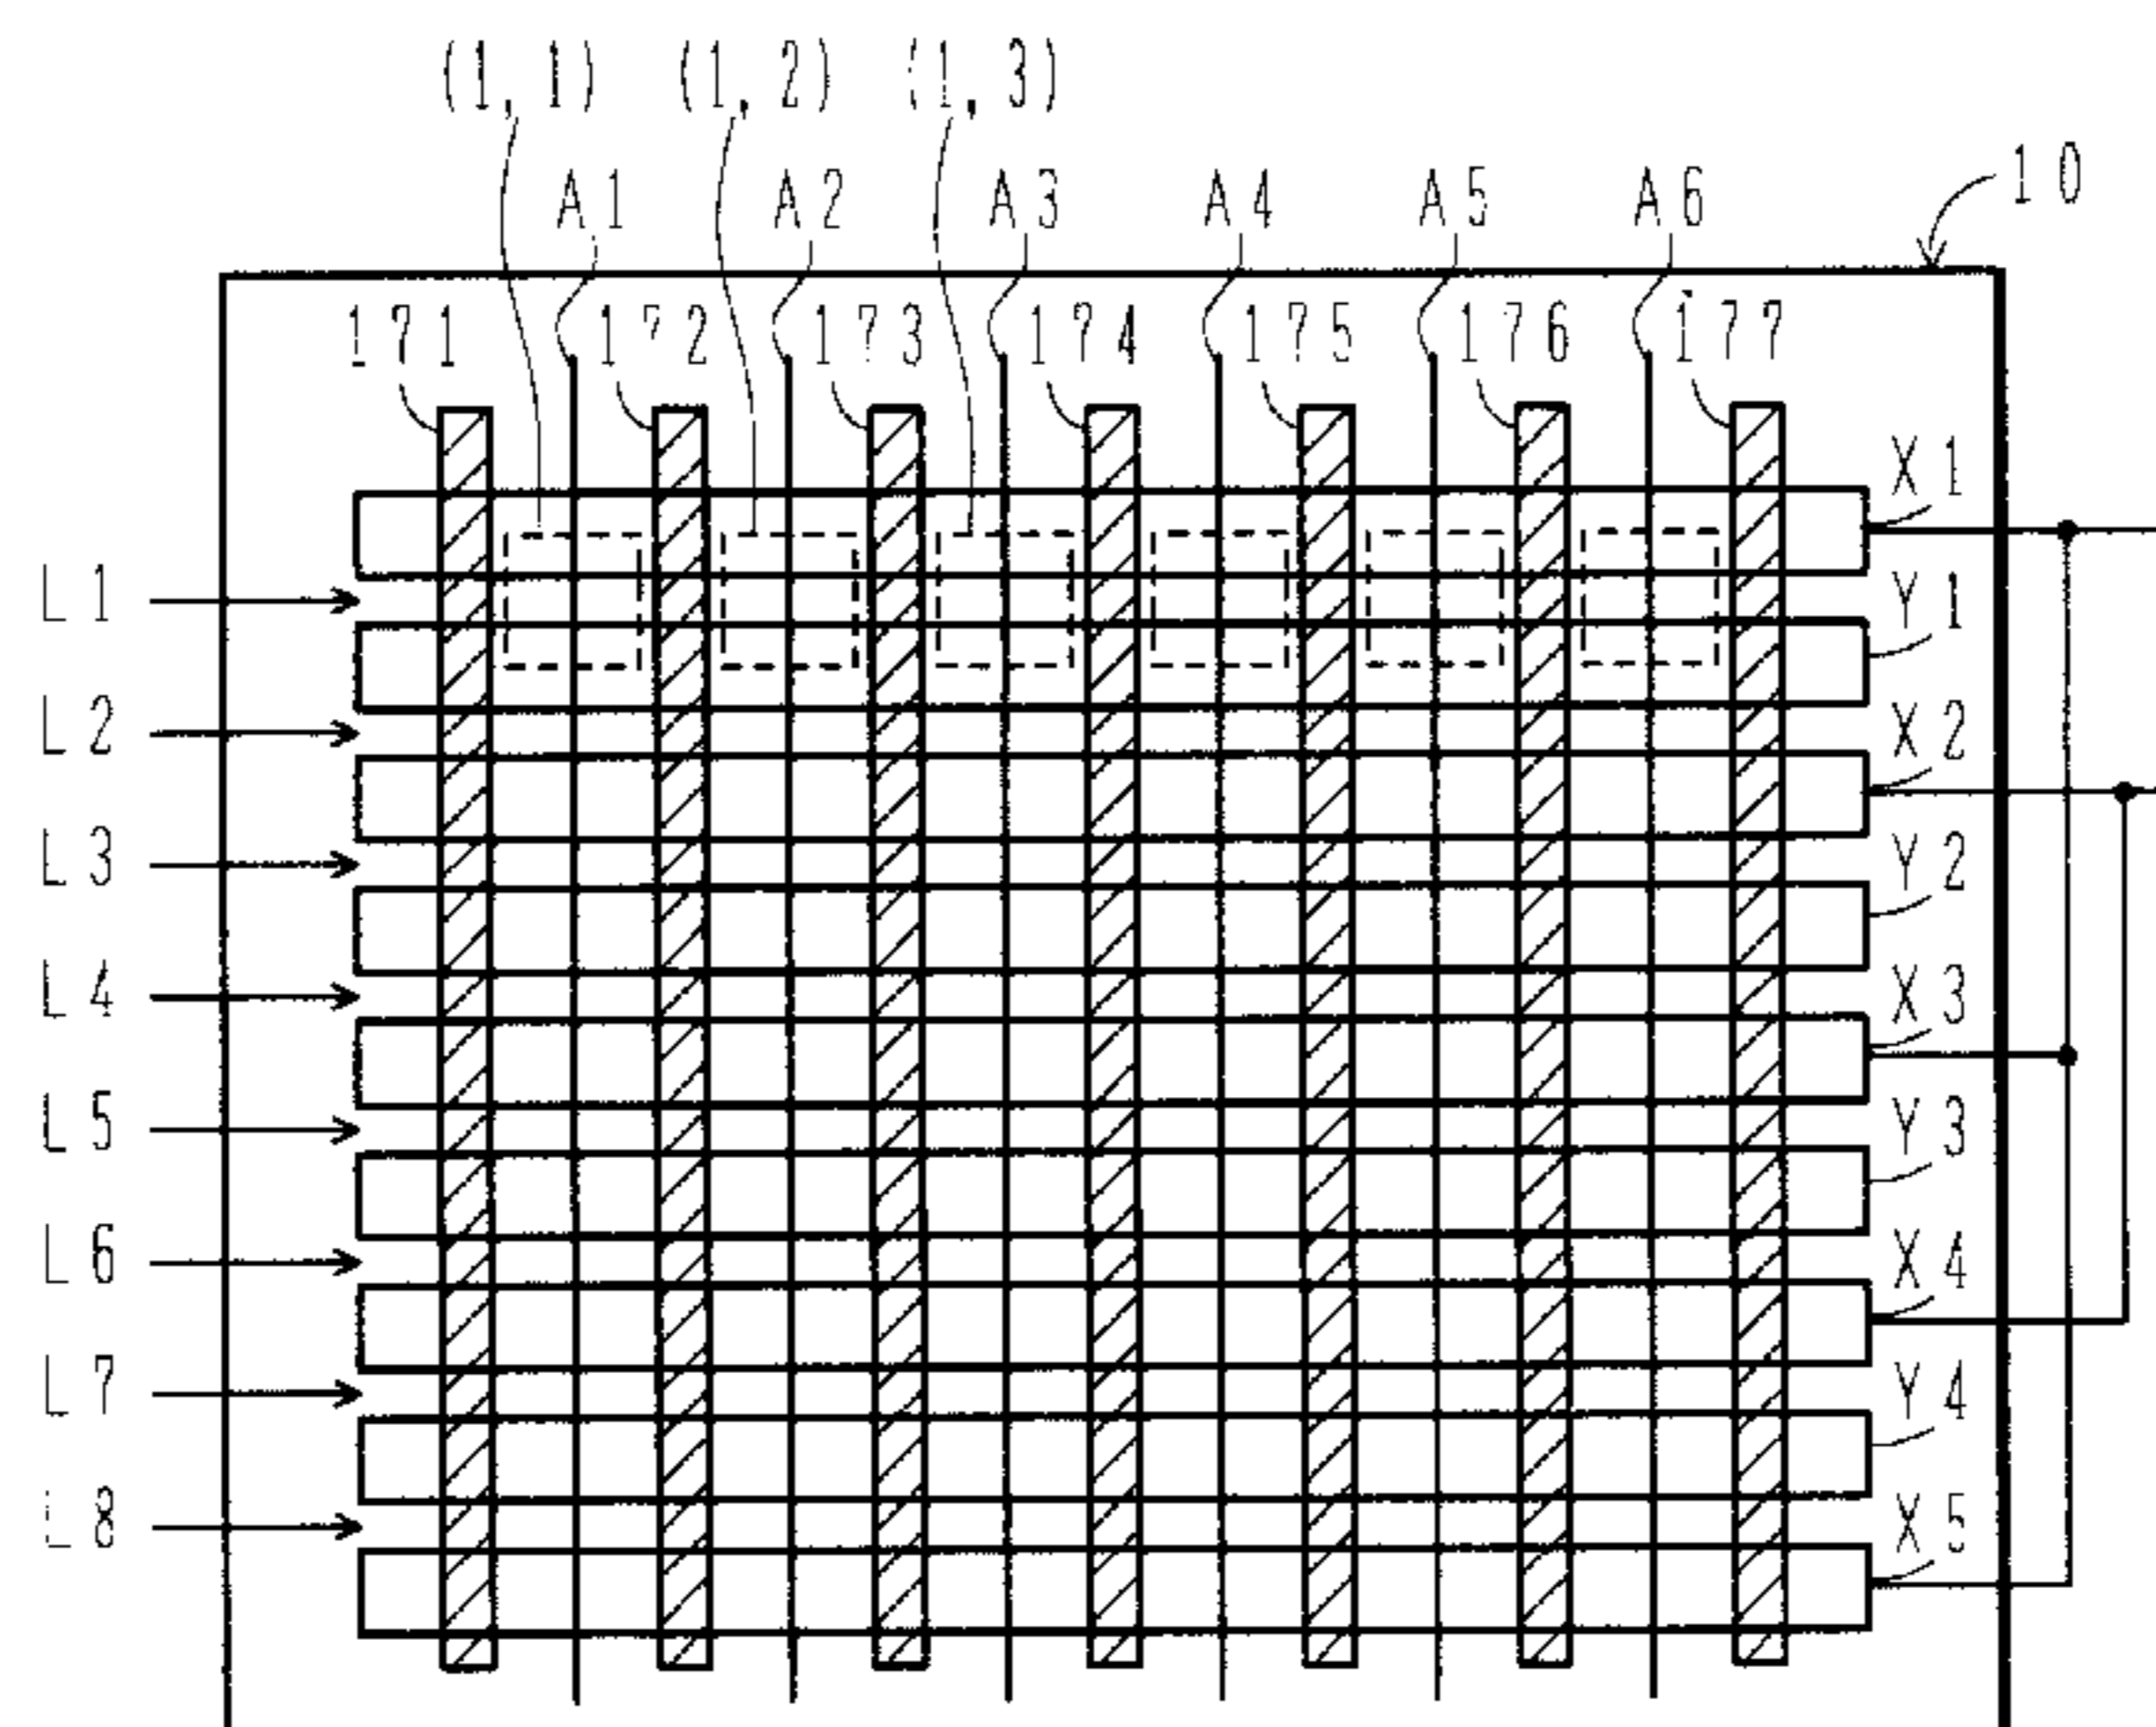 (1, 1) (1, 2) (1, 3)
A1 A2 A3 A4 A5 A6 10
171 172 173 174 175 176 177
X1
L1 Y1
L2 X2
L3 Y2
L4 X3
L5 Y3
L6 X4
L7 Y4
L8 X5